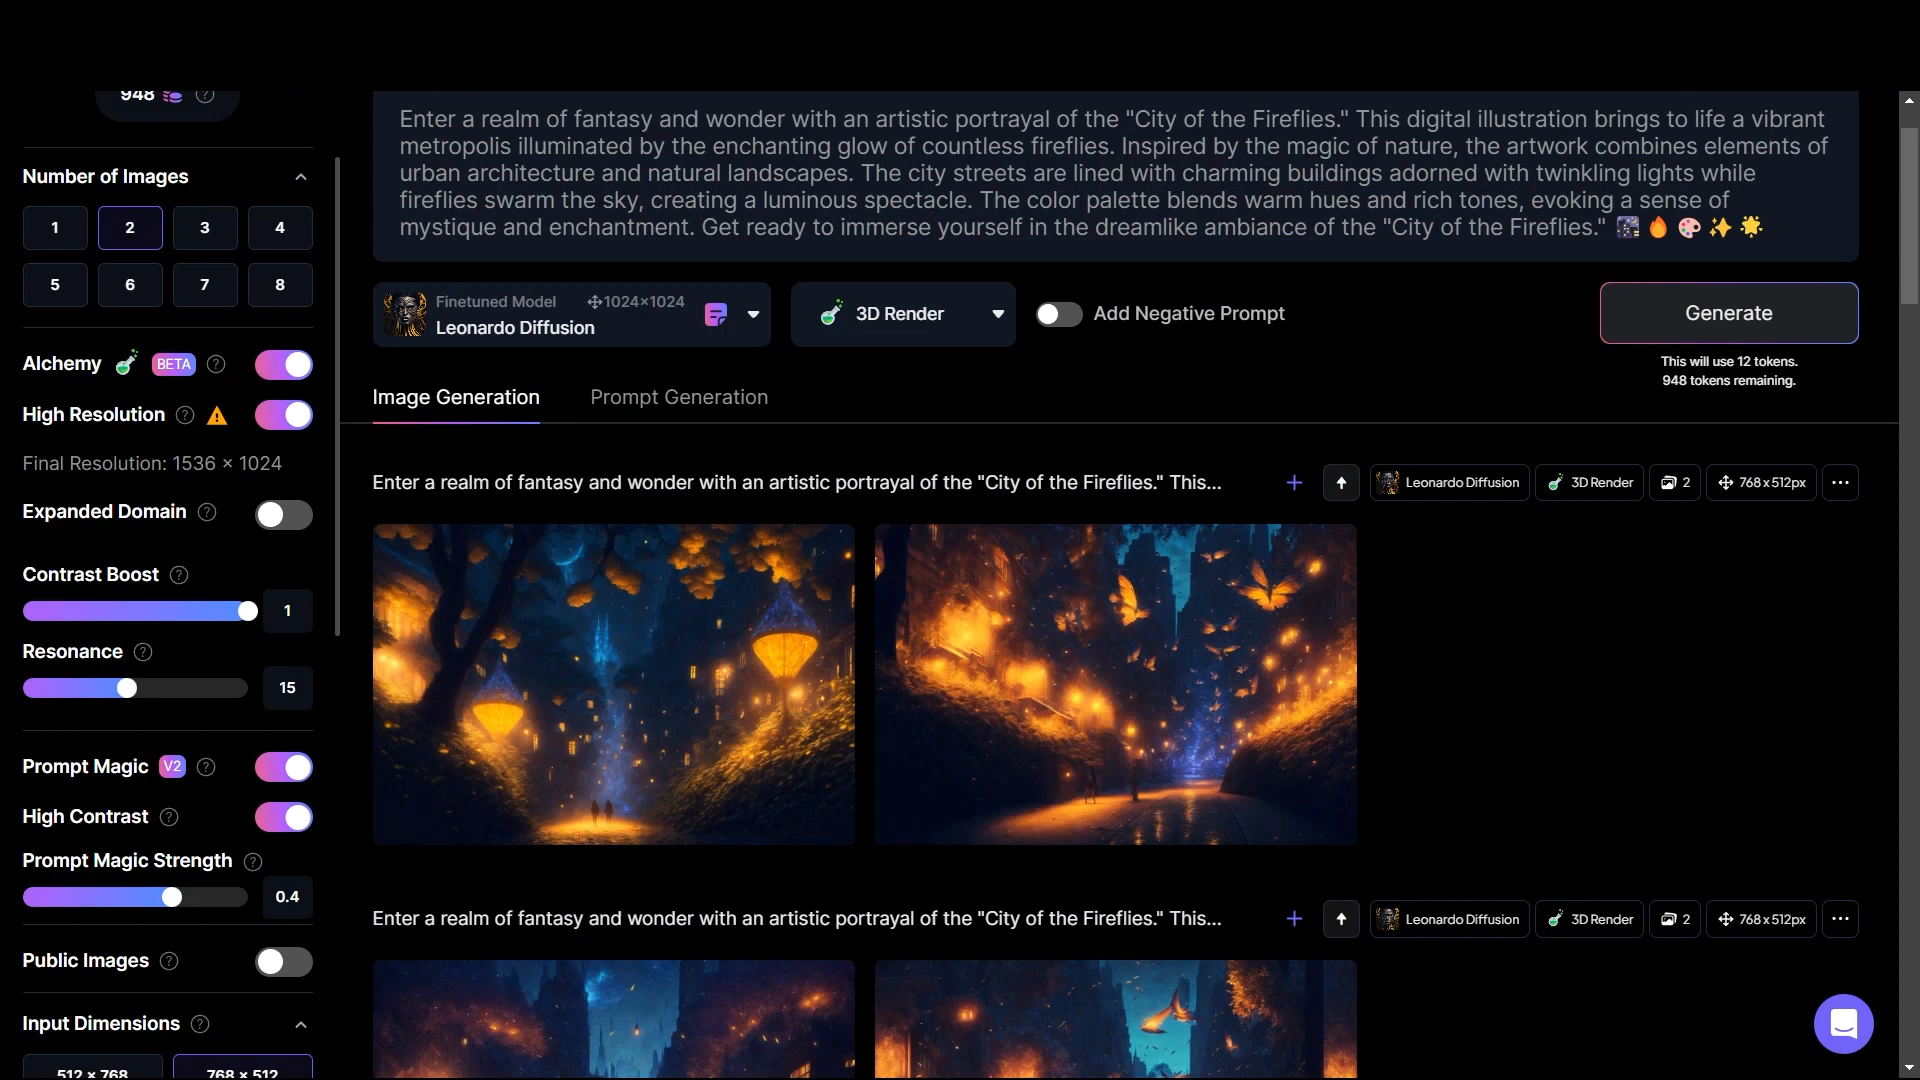 948
Number of Images
1 2 3 4
5 6 7 8
Alchemy BETA
High Resolution
Final Resolution: 1536 × 1024
Expanded Domain
Contrast Boost
1
Resonance
15
Prompt Magic V2
High Contrast
Prompt Magic Strength
0.4
Public Images
Input Dimensions
512 × 768 768 × 512
Enter a realm of fantasy and wonder with an artistic portrayal of the "City of the Fireflies." This digital illustration brings to life a vibrant
metropolis illuminated by the enchanting glow of countless fireflies. Inspired by the magic of nature, the artwork combines elements of
urban architecture and natural landscapes. The city streets are lined with charming buildings adorned with twinkling lights while
fireflies swarm the sky, creating a luminous spectacle. The color palette blends warm hues and rich tones, evoking a sense of
mystique and enchantment. Get ready to immerse yourself in the dreamlike ambiance of the "City of the Fireflies." 🎆🔥🎨✨🌟
Finetuned Model 1024×1024
Leonardo Diffusion
3D Render
Add Negative Prompt
Generate
This will use 12 tokens.
948 tokens remaining.
Image Generation Prompt Generation
Enter a realm of fantasy and wonder with an artistic portrayal of the "City of the Fireflies." This...
Leonardo Diffusion 3D Render 2 768 x 512px
Enter a realm of fantasy and wonder with an artistic portrayal of the "City of the Fireflies." This...
Leonardo Diffusion 3D Render 2 768 x 512px